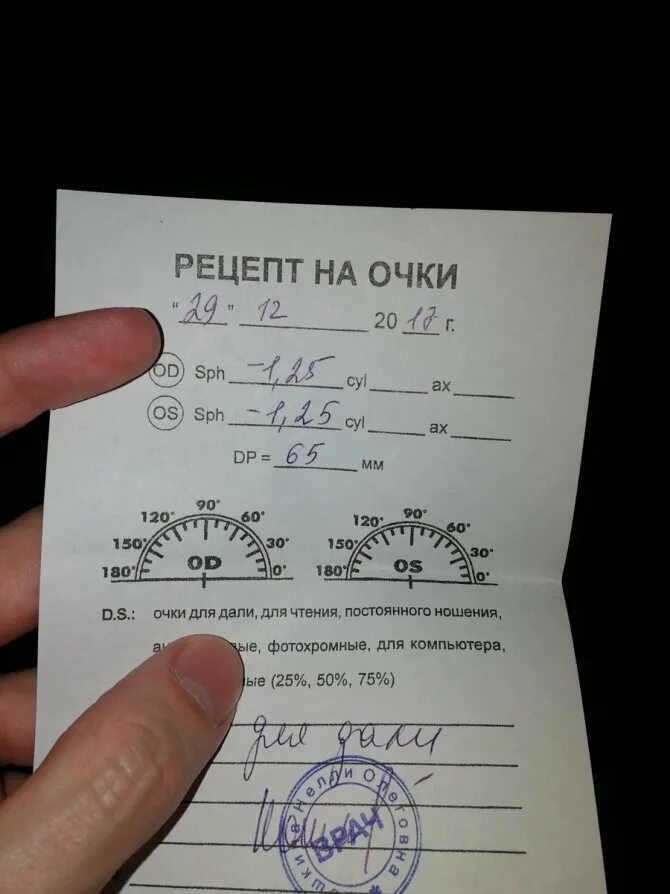 РЕЦЕПТ НА ОЧКИ
"29" 12 2017 г.
OD Sph -1,25 cyl ax
OS Sph -1,25 cyl ax
DP = 65 мм
180° 150° 120° 90° 60° 30° 0° OD
180° 150° 120° 90° 60° 30° 0° OS
D.S.: очки для дали, для чтения, постоянного ношения,
фотохромные, для компьютера,
(25%, 50%, 75%)
для дали
Нелли Олеговна
ВРАЧ